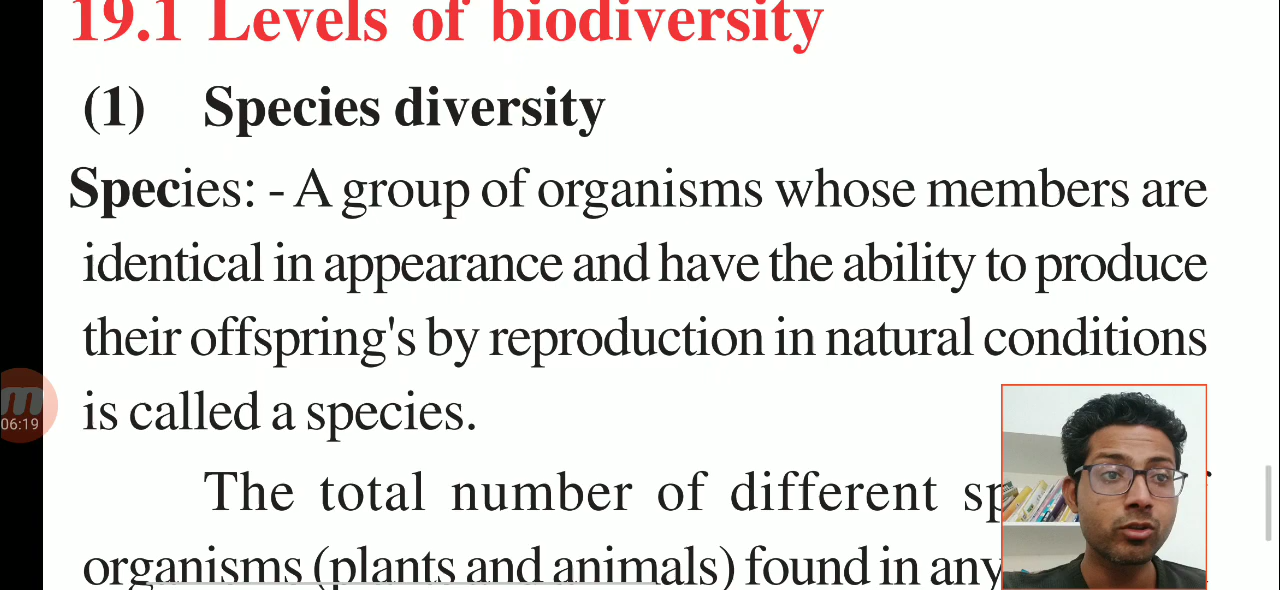 19.1 Levels of biodiversity
(1) Species diversity
Species: - A group of organisms whose members are
identical in appearance and have the ability to produce
their offspring's by reproduction in natural conditions
is called a species.
06:19
The total number of different
organisms (plants and animals) found in any